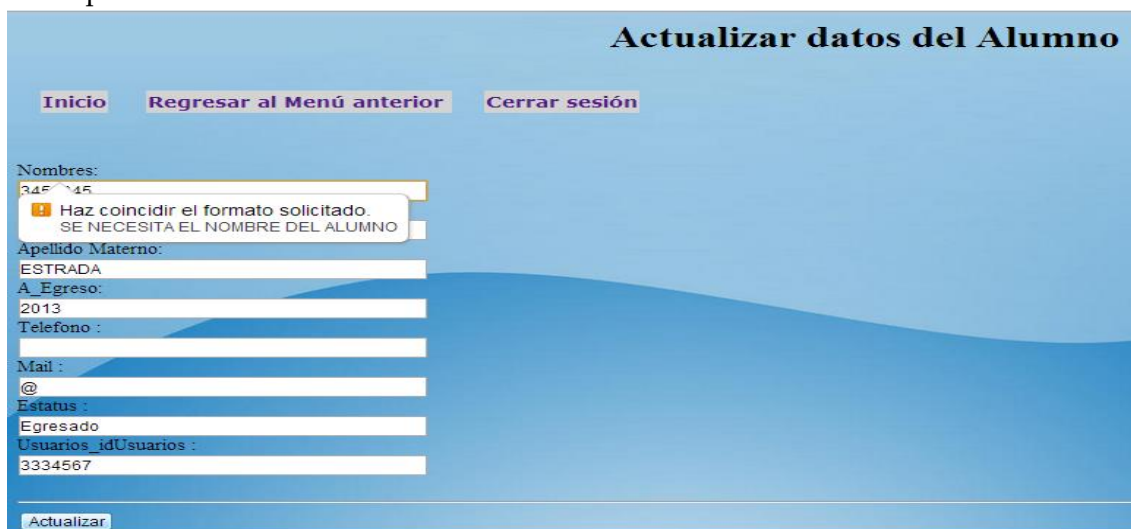 Actualizar datos del Alumno
Inicio Regresar al Menú anterior Cerrar sesión
Nombres:
Haz coincidir el formato solicitado.
SE NECESITA EL NOMBRE DEL ALUMNO
Apellido Materno:
ESTRADA
A_Egreso:
2013
Telefono :
Mail :
@
Estatus :
Egresado
Usuarios_idUsuarios :
3334567
Actualizar